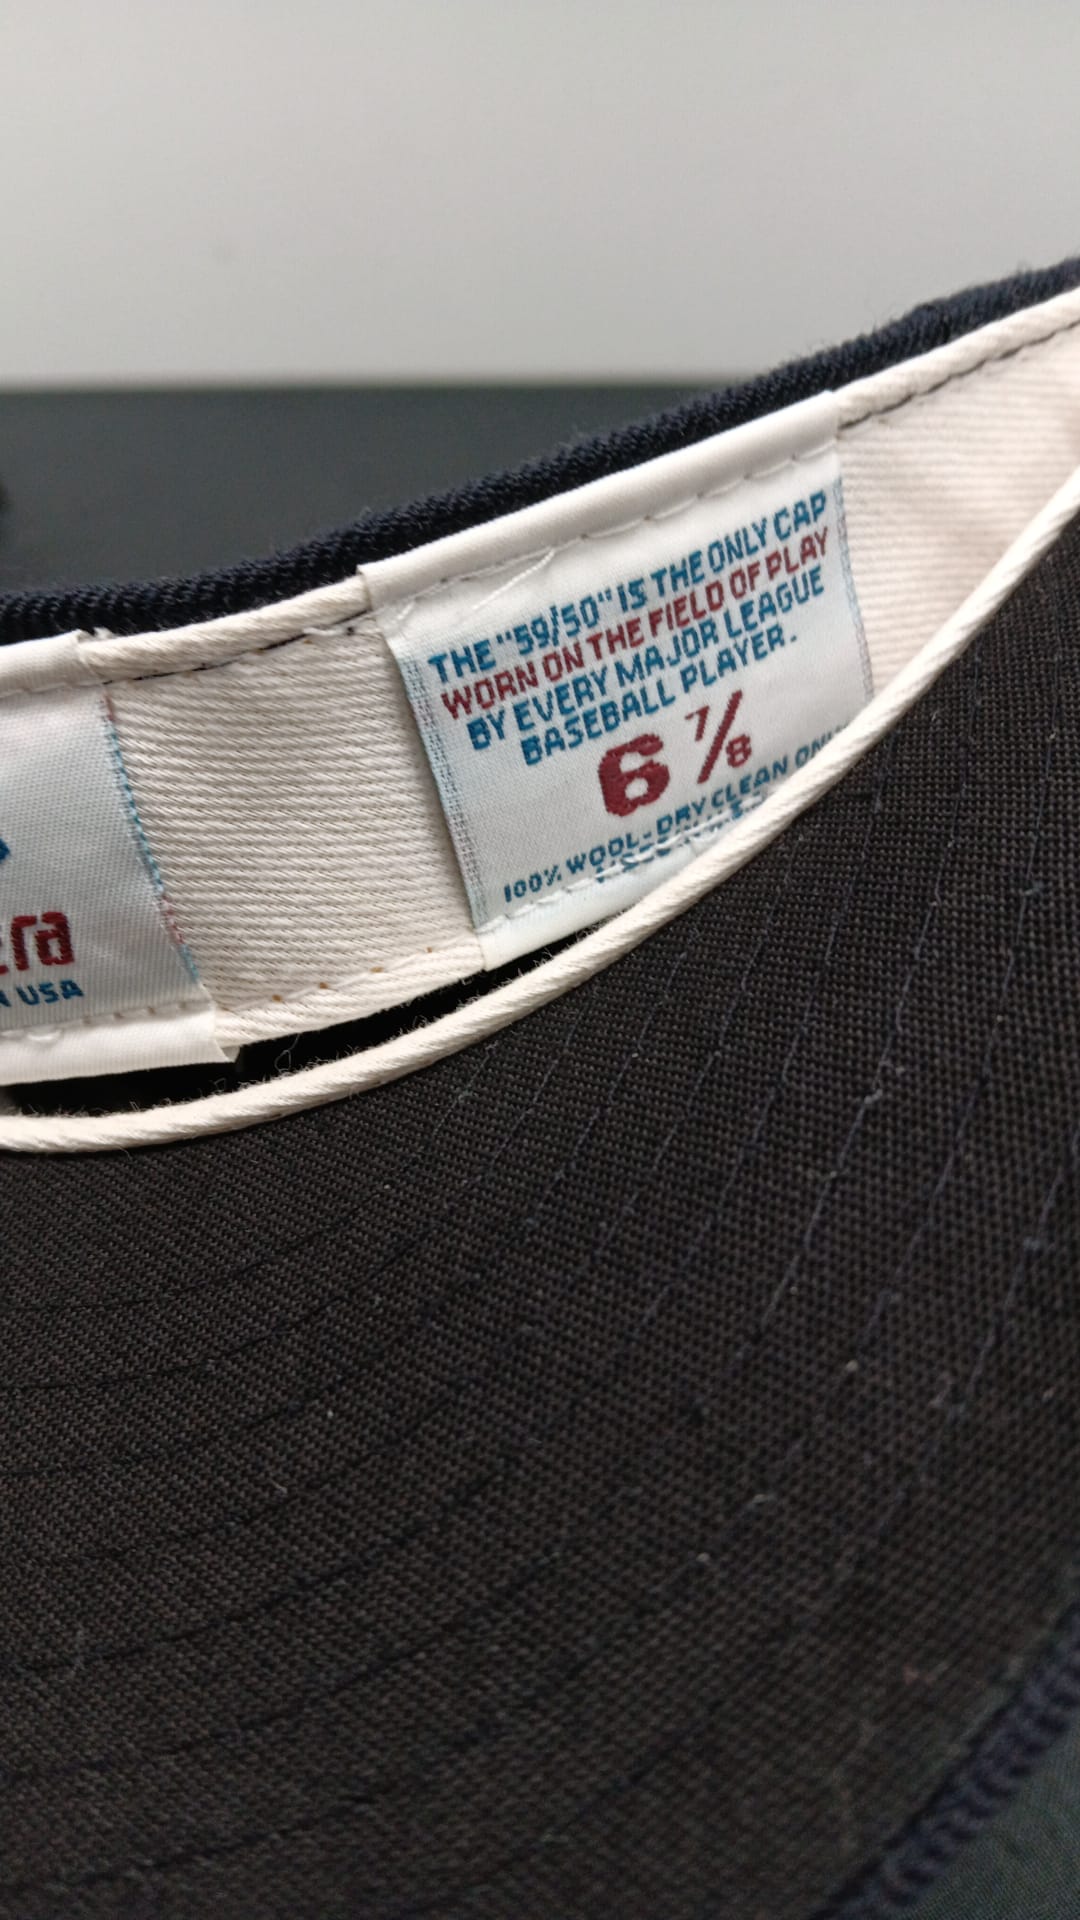 THE "59/50" IS THE ONLY CAP
WORN ON THE FIELD OF PLAY
BY EVERY MAJOR LEAGUE
BASEBALL PLAYER.
6 7/8
100% WOOL-DRY CLEAN
era
USA